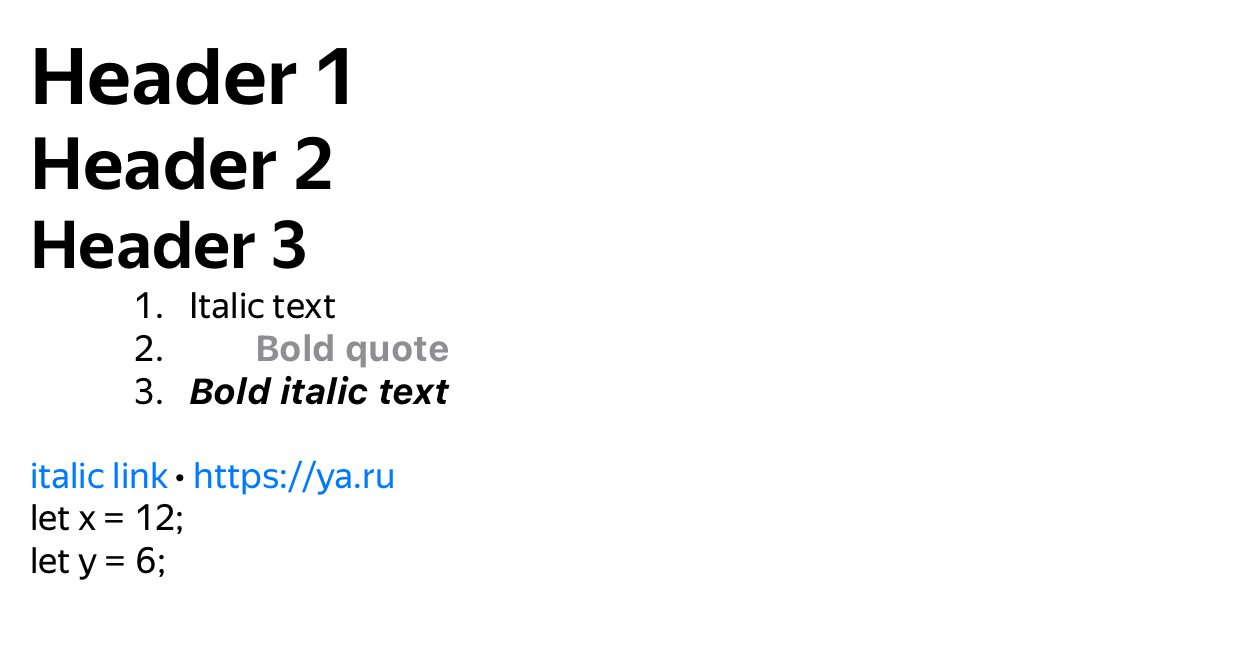 Header 1
Header 2
Header 3
1. Italic text
2. Bold quote
3. Bold italic text
italic link • https://ya.ru
let x = 12;
let y = 6;